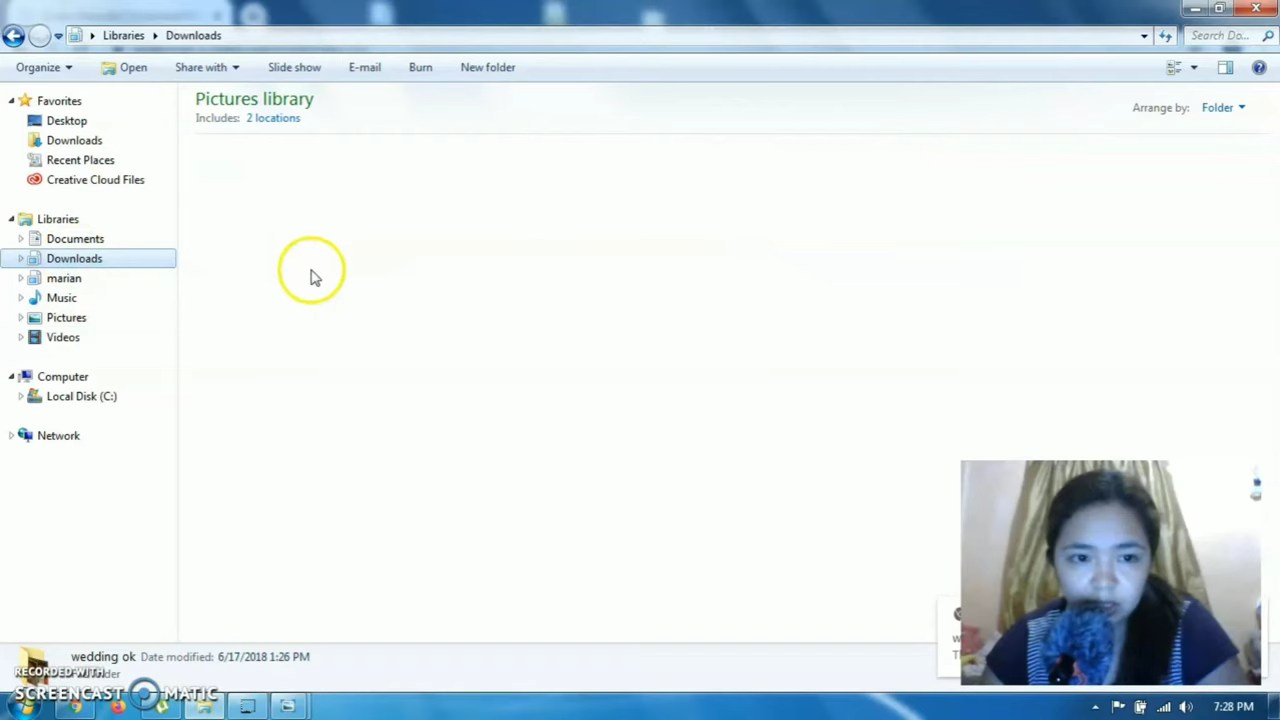 Libraries Downloads Search Do...
Organize Open Share with Slide show E-mail Burn New folder
Favorites
Desktop
Downloads
Recent Places
Creative Cloud Files
Libraries
Documents
Downloads
marian
Music
Pictures
Videos
Computer
Local Disk (C:)
Network
Pictures library
Includes: 2 locations
Arrange by: Folder
wedding ok Date modified: 6/17/2018 1:26 PM
RECORDED WITH
SCREENCAST MATIC
7:28 PM